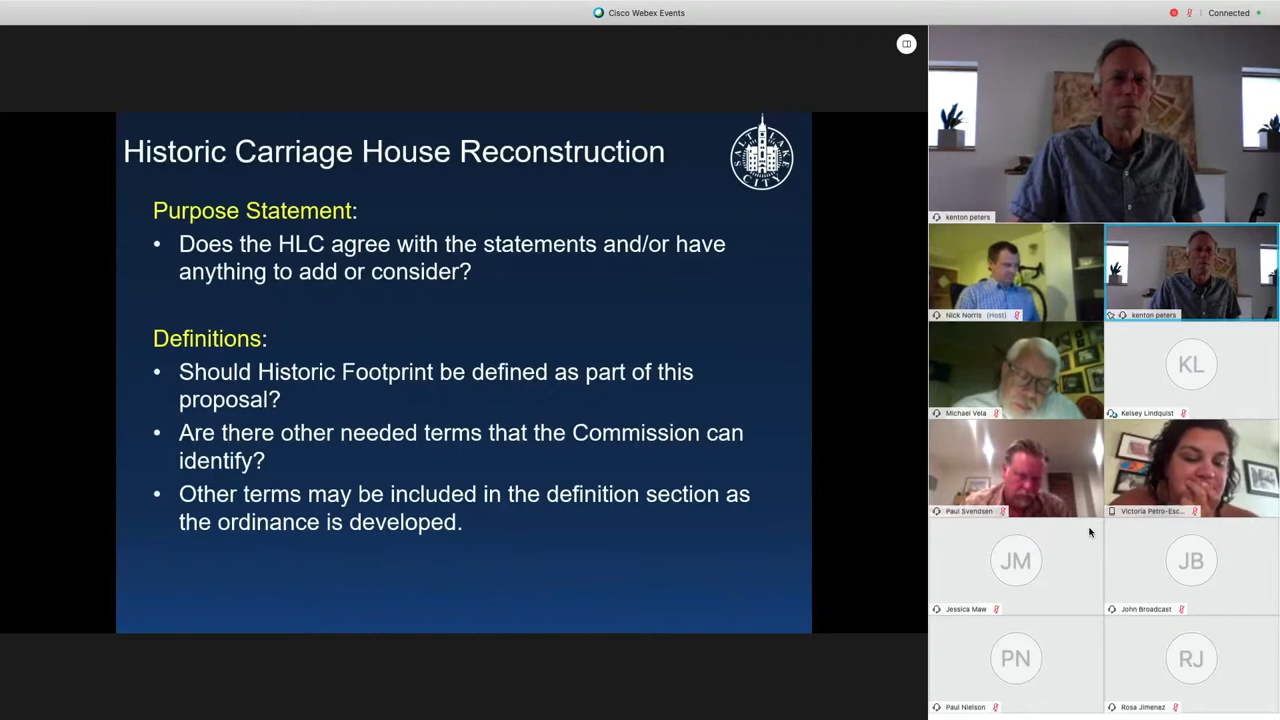 Cisco Webex Events
Connected
Historic Carriage House Reconstruction
SALT LAKE
CITY
Purpose Statement:
• Does the HLC agree with the statements and/or have
anything to add or consider?
Definitions:
• Should Historic Footprint be defined as part of this
proposal?
• Are there other needed terms that the Commission can
identify?
• Other terms may be included in the definition section as
the ordinance is developed.
kenton peters
Nick Norris (Host)
kenton peters
Michael Vela
KL
Kelsey Lindquist
Paul Svendsen
Victoria Petro-Esc...
JM
Jessica Maw
JB
John Broadcast
PN
Paul Nielson
RJ
Rosa Jimenez